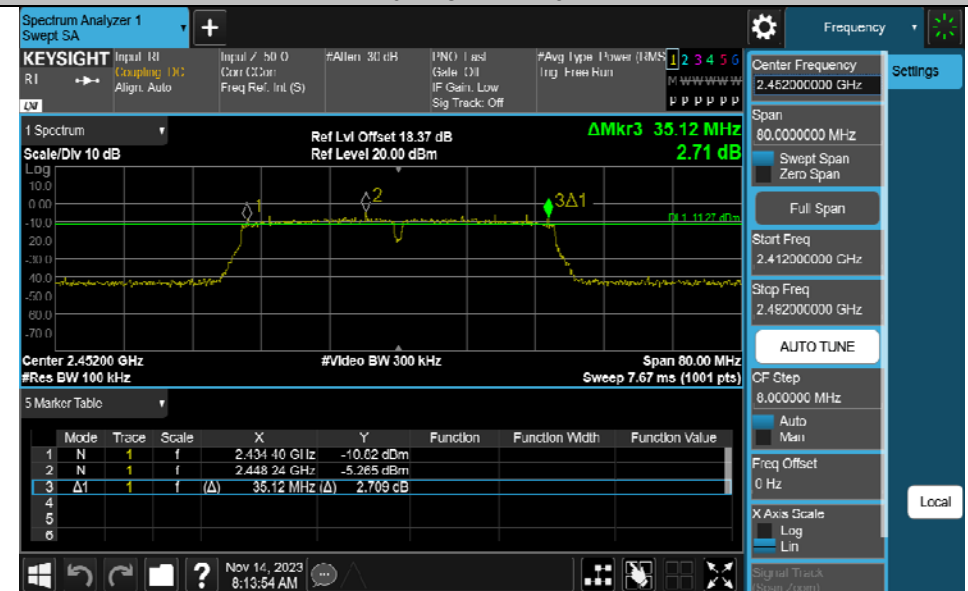 Spectrum Analyzer 1
Swept SA
Frequency
KEYSIGHT
RI
Input RI
Coupling DC
Align. Auto
Input Z 50 Ω
Corr CCorr
Freq Ref. Int (S)
#Atten 30 dB
PNO Fast
Gate Off
IF Gain. Low
Sig Track: Off
#Avg Type Power (RMS
Trig Free Run
1 2 3 4 5 6
M W W W W W
P P P P P P
Center Frequency
2.452000000 GHz
Settings
Span
80.0000000 MHz
Swept Span
Zero Span
Full Span
Start Freq
2.412000000 GHz
Stop Freq
2.492000000 GHz
AUTO TUNE
CF Step
8.000000 MHz
Auto
Man
Freq Offset
0 Hz
X Axis Scale
Log
Lin
Local
Signal Track
(Span Zoom)
1 Spectrum
Scale/Div 10 dB
Ref Lvl Offset 18.37 dB
Ref Level 20.00 dBm
ΔMkr3 35.12 MHz
2.71 dB
Log
10.0
0.00
-10.0
20.0
-30.0
40.0
-50.0
60.0
-70.0
1
2
3Δ1
DL1 11.27 dBm
Center 2.45200 GHz
#Video BW 300 kHz
Span 80.00 MHz
#Res BW 100 kHz
Sweep 7.67 ms (1001 pts)
5 Marker Table
Mode Trace Scale X Y Function Function Width Function Value
1 N 1 f 2.434 40 GHz -10.82 dBm
2 N 1 f 2.448 24 GHz -5.265 dBm
3 Δ1 1 f (Δ) 35.12 MHz (Δ) 2.709 dB
4
5
6
Nov 14, 2023
8:13:54 AM